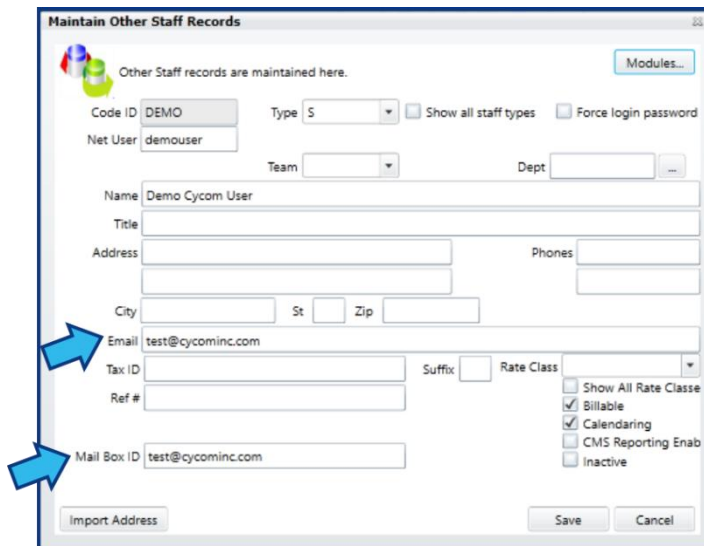 Maintain Other Staff Records
Other Staff records are maintained here.
Modules...
Code ID DEMO Type S Show all staff types Force login password
Net User demouser
Team Dept ...
Name Demo Cycom User
Title
Address Phones
City St Zip
Email test@cycominc.com
Tax ID Suffix Rate Class
Show All Rate Classe
Ref # Billable
Calendaring
CMS Reporting Enab
Mail Box ID test@cycominc.com Inactive
Import Address Save Cancel